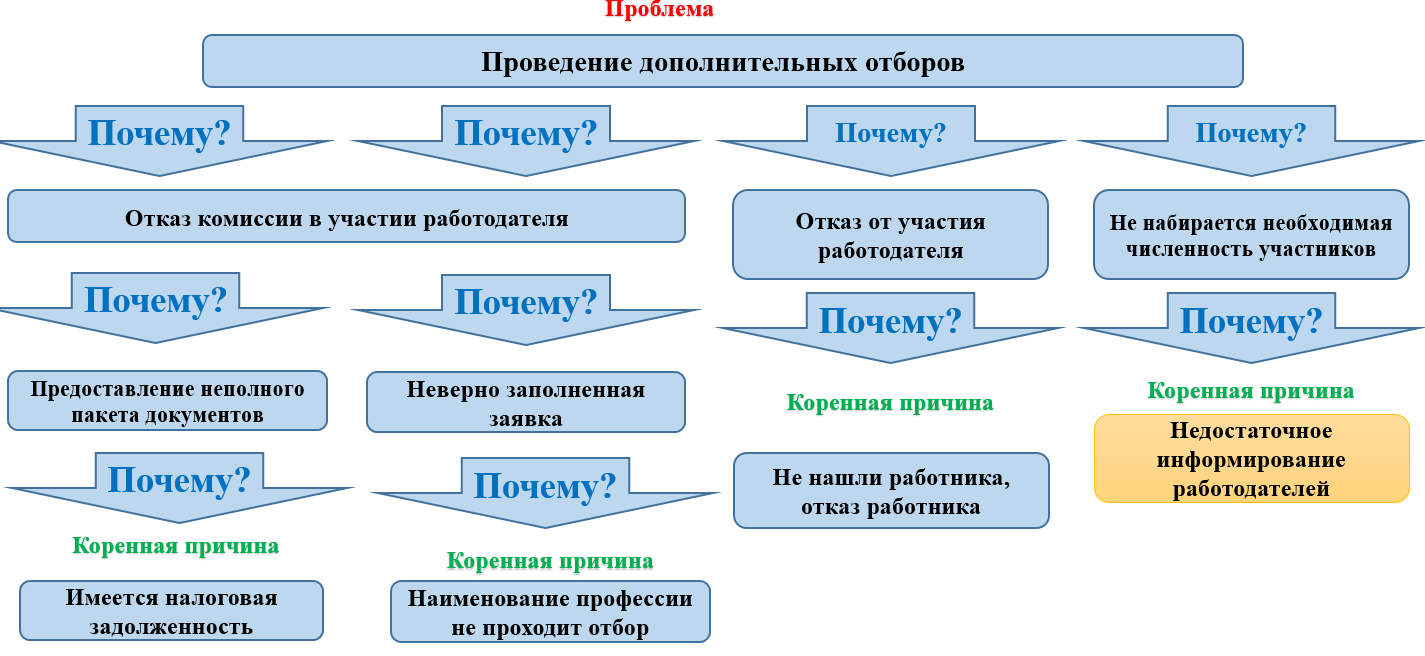 Проблема
Проведение дополнительных отборов
Почему?
Почему?
Почему?
Почему?
Отказ комиссии в участии работодателя
Отказ от участия
работодателя
Не набирается необходимая
численность участников
Почему?
Почему?
Почему?
Почему?
Предоставление неполного
пакета документов
Неверно заполненная
заявка
Коренная причина
Не нашли работника,
отказ работника
Коренная причина
Недостаточное
информирование
работодателей
Почему?
Почему?
Коренная причина
Имеется налоговая
задолженность
Коренная причина
Наименование профессии
не проходит отбор